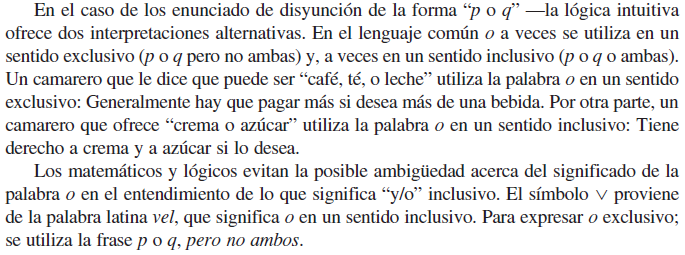 En el caso de los enunciado de disyunción de la forma “p o q” —la lógica intuitiva
ofrece dos interpretaciones alternativas. En el lenguaje común o a veces se utiliza en un
sentido exclusivo (p o q pero no ambas) y, a veces en un sentido inclusivo (p o q o ambas).
Un camarero que le dice que puede ser “café, té, o leche” utiliza la palabra o en un sentido
exclusivo: Generalmente hay que pagar más si desea más de una bebida. Por otra parte, un
camarero que ofrece “crema o azúcar” utiliza la palabra o en un sentido inclusivo: Tiene
derecho a crema y a azúcar si lo desea.
Los matemáticos y lógicos evitan la posible ambigüedad acerca del significado de la
palabra o en el entendimiento de lo que significa “y/o” inclusivo. El símbolo ∨ proviene
de la palabra latina vel, que significa o en un sentido inclusivo. Para expresar o exclusivo;
se utiliza la frase p o q, pero no ambos.